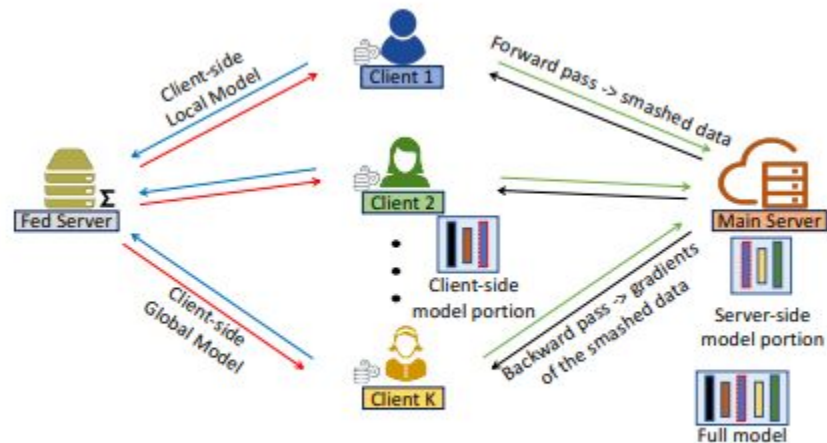 Client 1
Client-side
Local Model
Forward pass -> smashed data
Σ
Fed Server
Client 2
Main Server
Client-side
model portion
Client-side
Global Model
Backward pass -> gradients
of the smashed data
Server-side
model portion
Client K
Full model